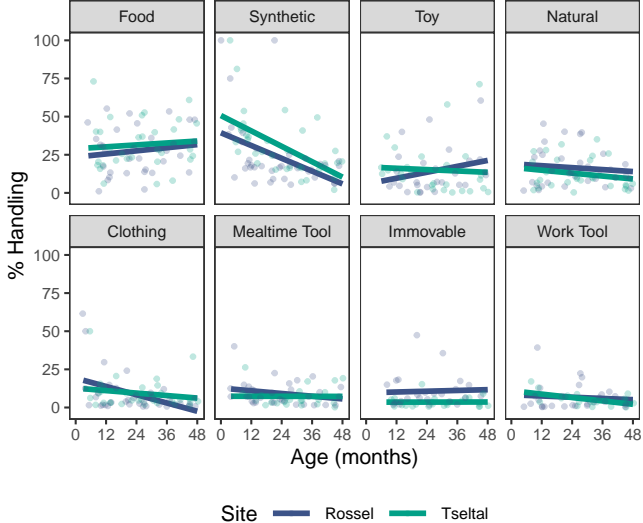 Food Synthetic Toy Natural
100
75
50
25
0
% Handling
Clothing Mealtime Tool Immovable Work Tool
100
75
50
25
0
0 12 24 36 48 0 12 24 36 48 0 12 24 36 48 0 12 24 36 48
Age (months)
Site Rossel Tseltal